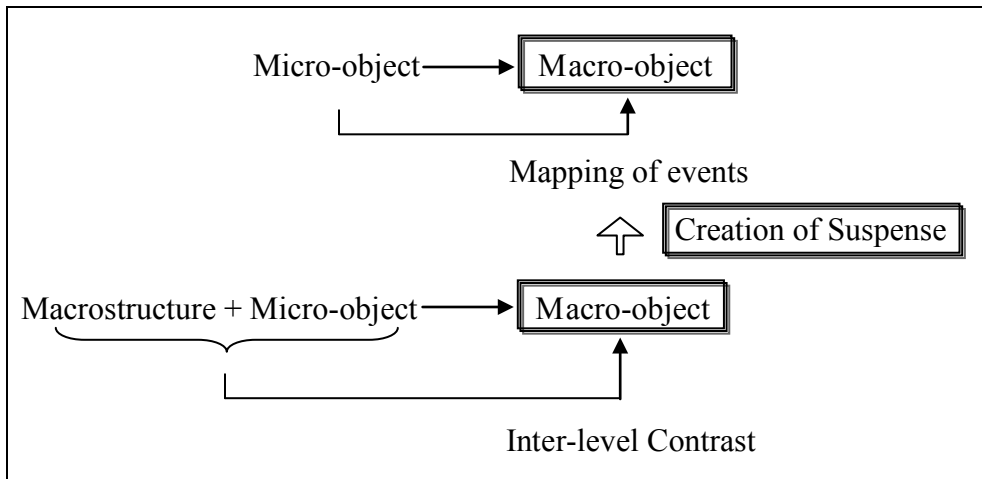 Micro-object Macro-object
Mapping of events
Creation of Suspense
Macrostructure + Micro-object Macro-object
Inter-level Contrast